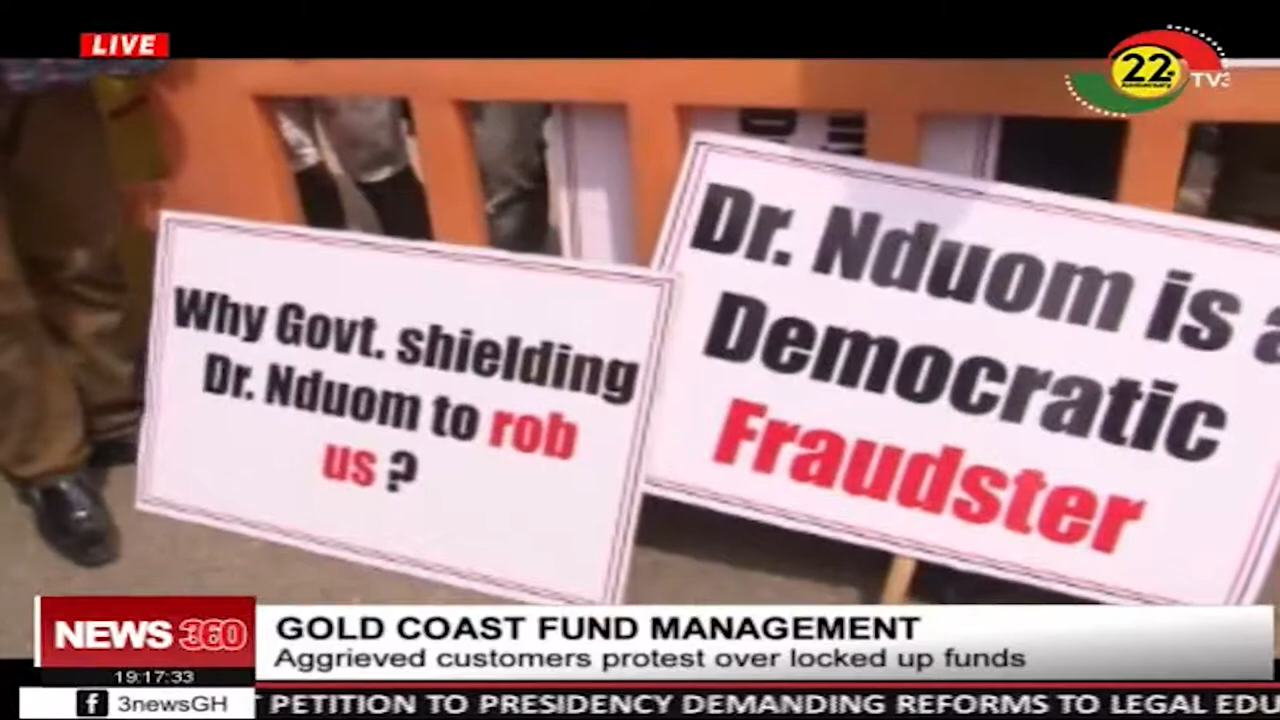 LIVE
22
Anniversary
TV3
Why Govt. shielding
Dr. Nduom to rob
us ?
Dr. Nduom is a
Democratic
Fraudster
NEWS 360
GOLD COAST FUND MANAGEMENT
Aggrieved customers protest over locked up funds
19:17:33
3newsGH
PETITION TO PRESIDENCY DEMANDING REFORMS TO LEGAL EDU